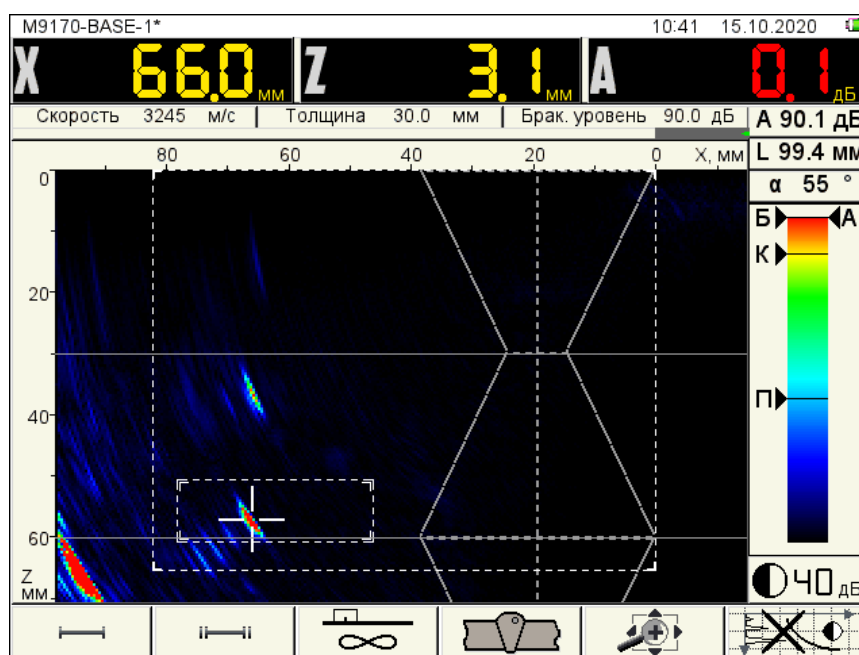 M9170-BASE-1* 10:41 15.10.2020
X 66.0 мм Z 3.1 мм A 0.1 дБ
Скорость 3245 м/с Толщина 30.0 мм Брак. уровень 90.0 дБ A 90.1 дБ
80 60 40 20 0 X, мм L 99.4 мм
0 α 55 °
Б А
К
20
П
40
60
Z
мм
40 дБ